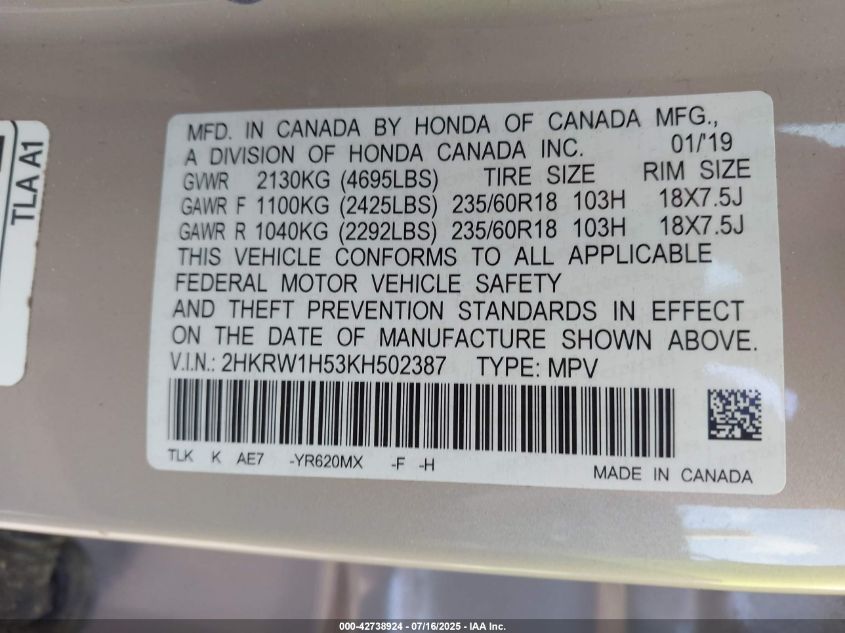 TLA A1
MFD. IN CANADA BY HONDA OF CANADA MFG.,
A DIVISION OF HONDA CANADA INC. 01/'19
GVWR 2130KG (4695LBS) TIRE SIZE RIM SIZE
GAWR F 1100KG (2425LBS) 235/60R18 103H 18X7.5J
GAWR R 1040KG (2292LBS) 235/60R18 103H 18X7.5J
THIS VEHICLE CONFORMS TO ALL APPLICABLE
FEDERAL MOTOR VEHICLE SAFETY
AND THEFT PREVENTION STANDARDS IN EFFECT
ON THE DATE OF MANUFACTURE SHOWN ABOVE.
V.I.N.: 2HKRW1H53KH502387 TYPE: MPV
TLK K AE7 -YR620MX -F -H
MADE IN CANADA
000-42738924 - 07/16/2025 - IAA Inc.